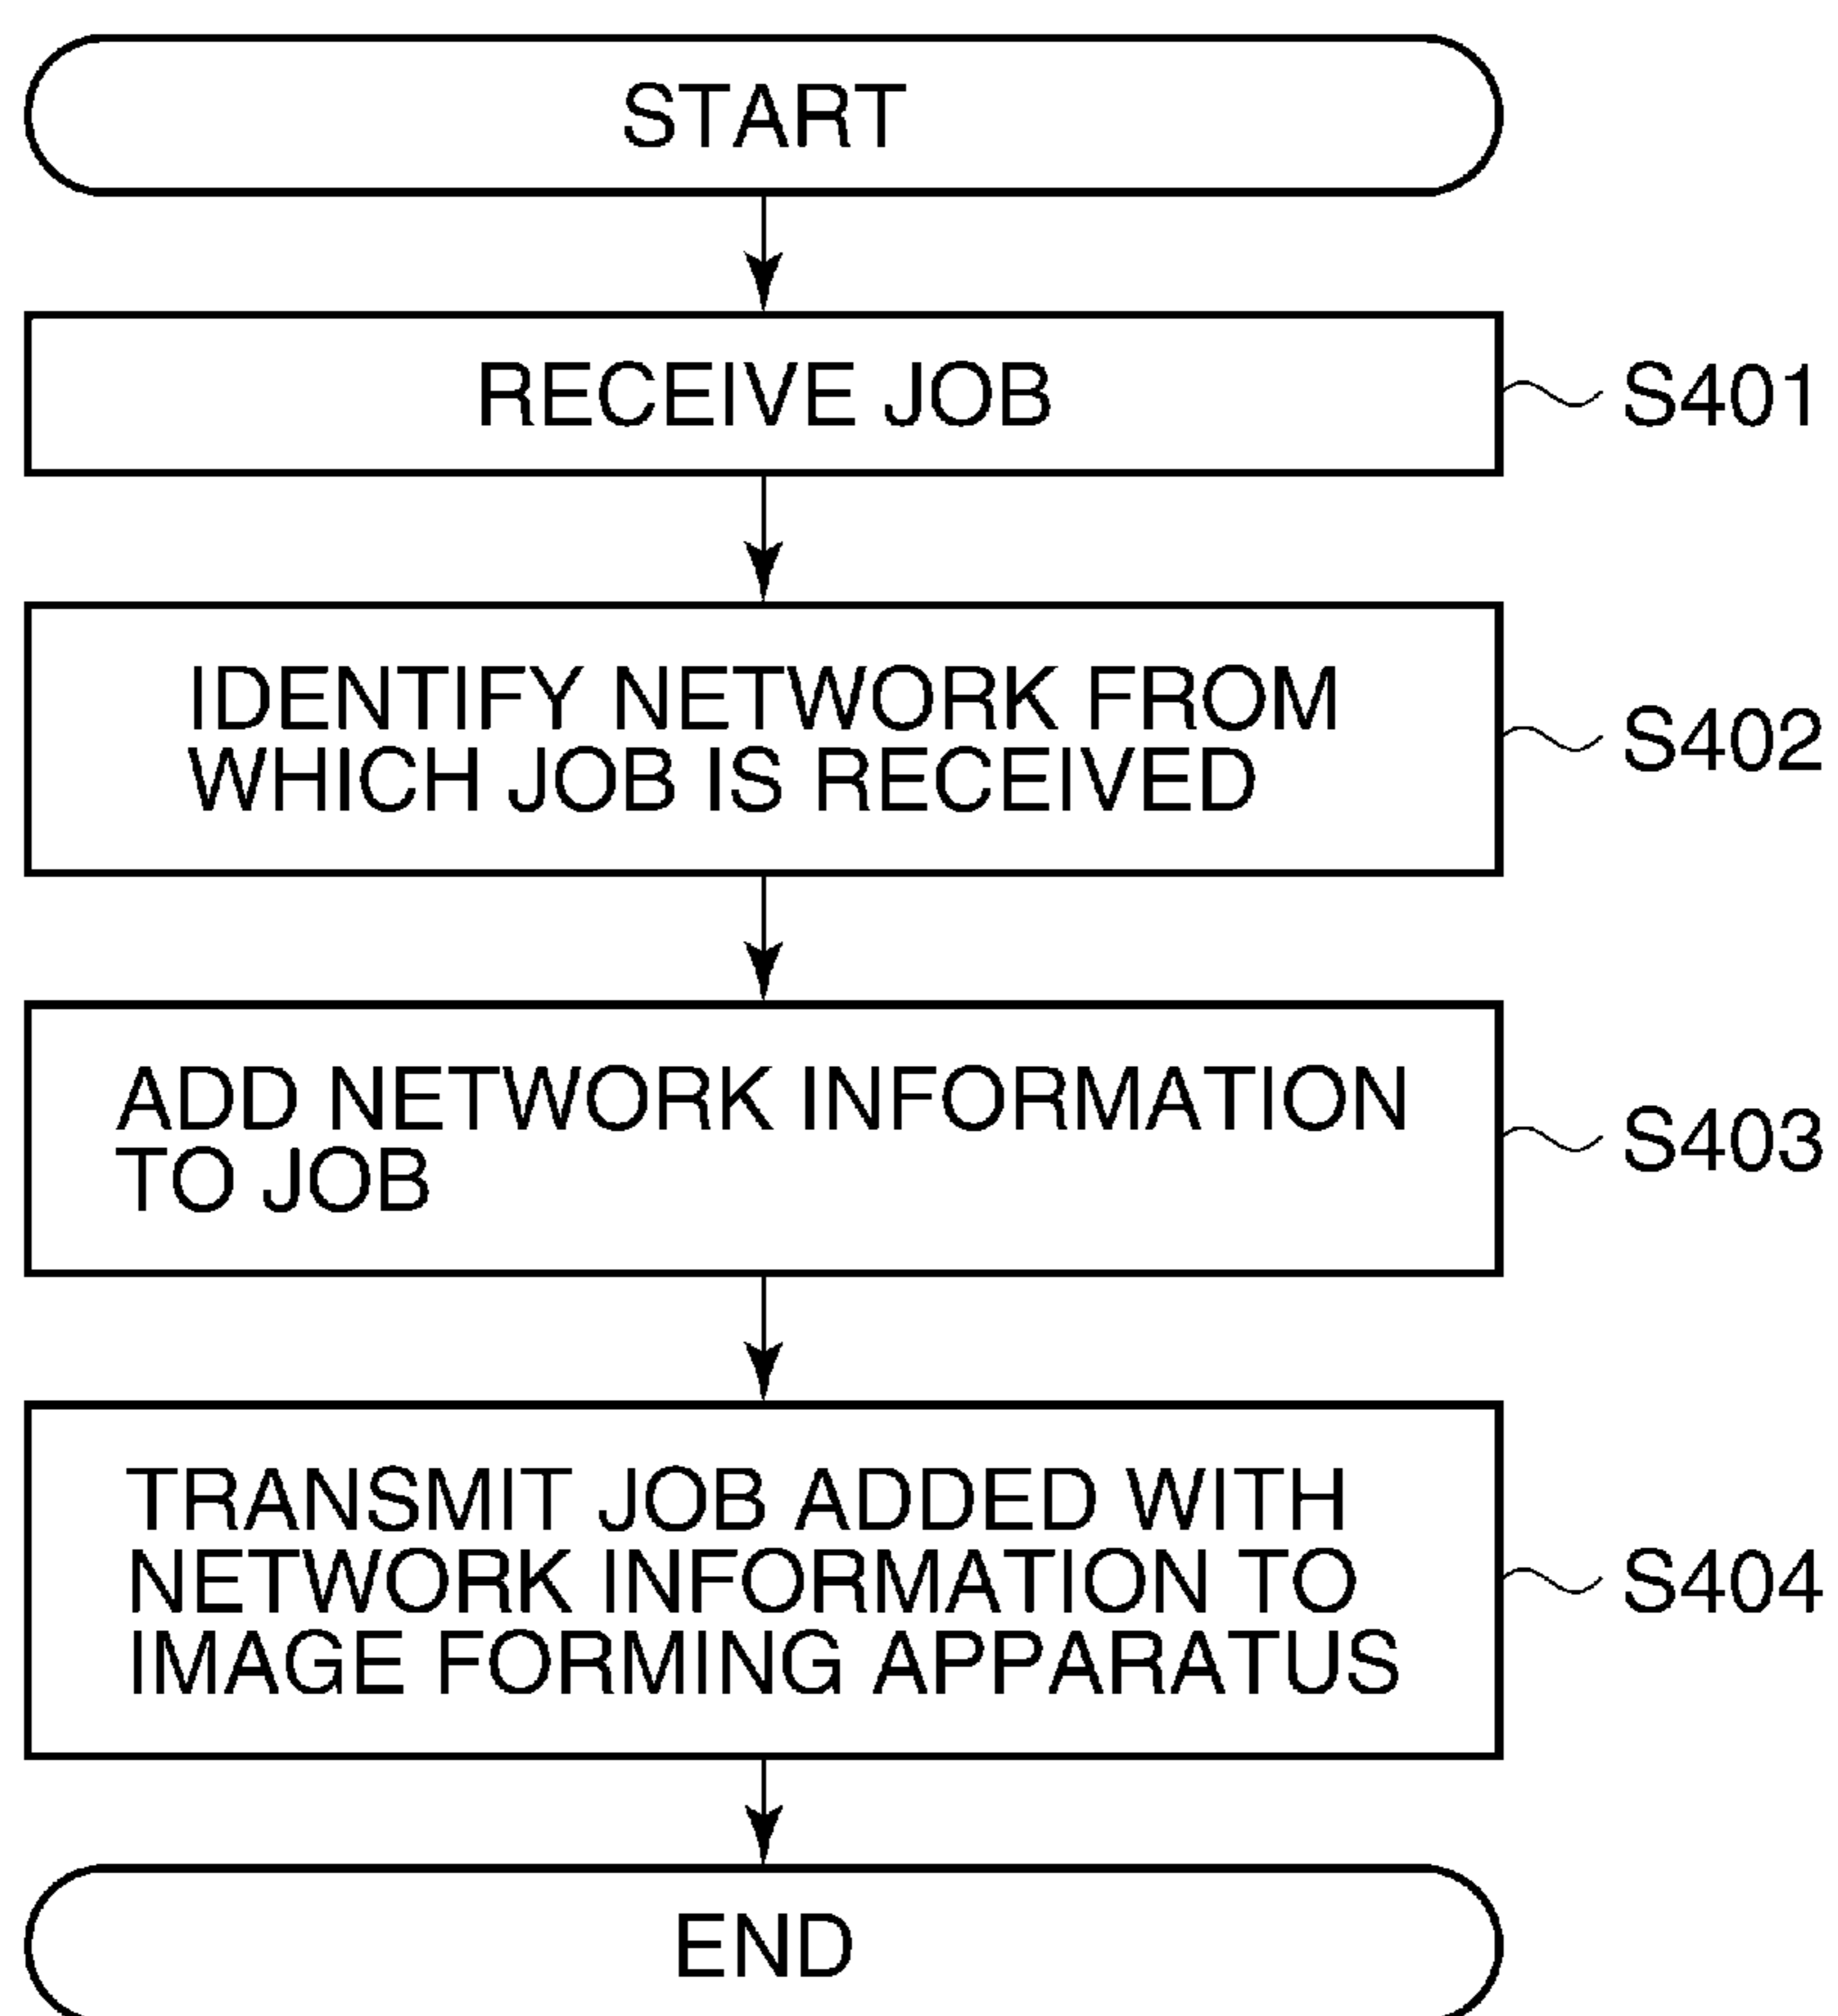 START
RECEIVE JOB
S401
IDENTIFY NETWORK FROM
WHICH JOB IS RECEIVED
S402
ADD NETWORK INFORMATION
TO JOB
S403
TRANSMIT JOB ADDED WITH
NETWORK INFORMATION TO
IMAGE FORMING APPARATUS
S404
END